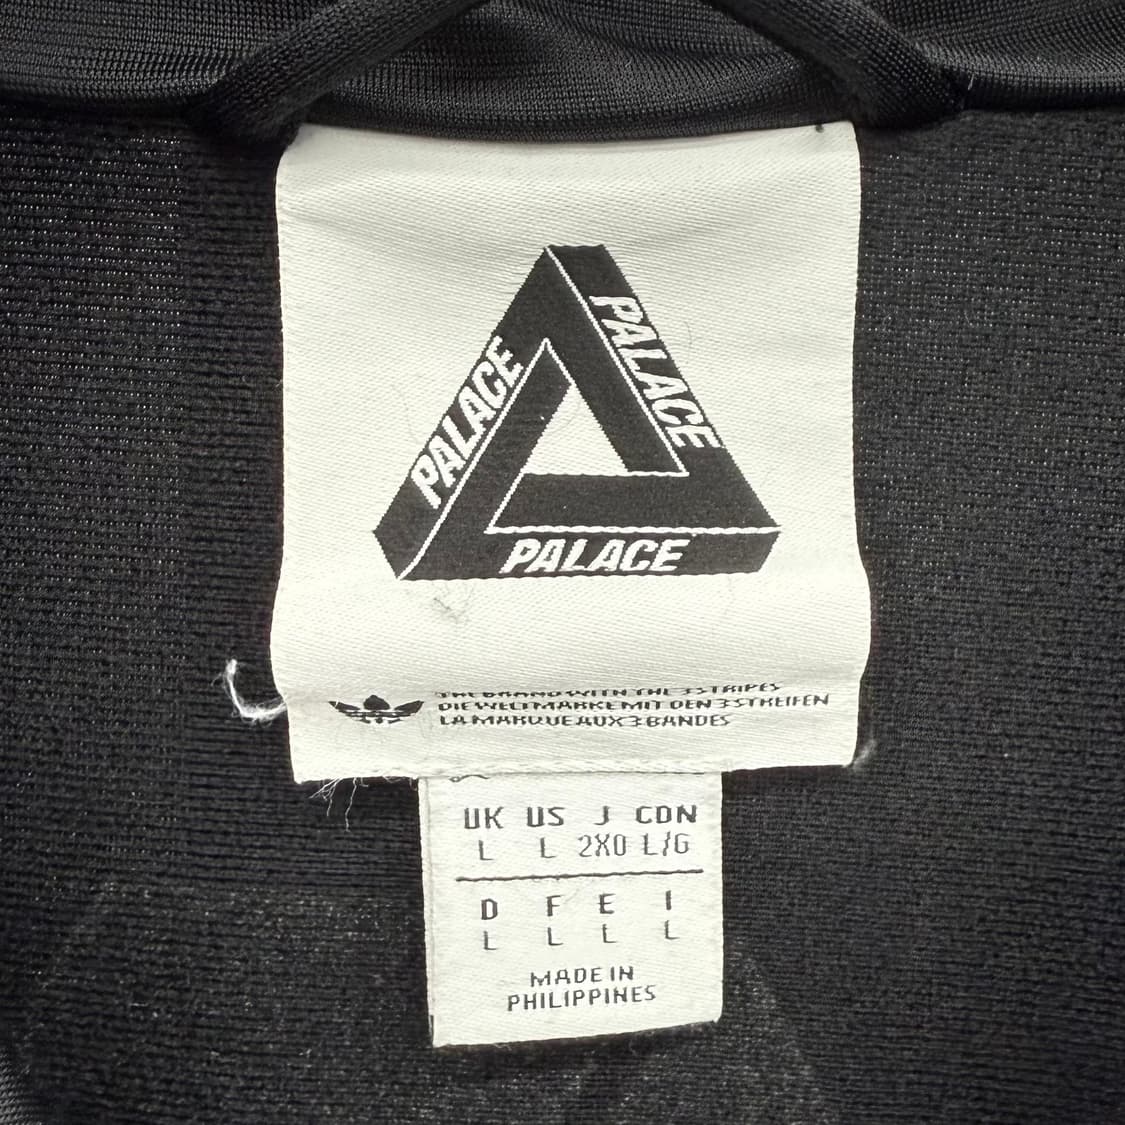 PALACE
PALACE
PALACE
THE BRAND WITH THE 3 STRIPES
DIE WELTMARKE MIT DEN 3 STREIFEN
LA MARQUE AUX 3 BANDES
UK US J CDN
L L 2XO L/G
D F E I
L L L L
MADE IN
PHILIPPINES